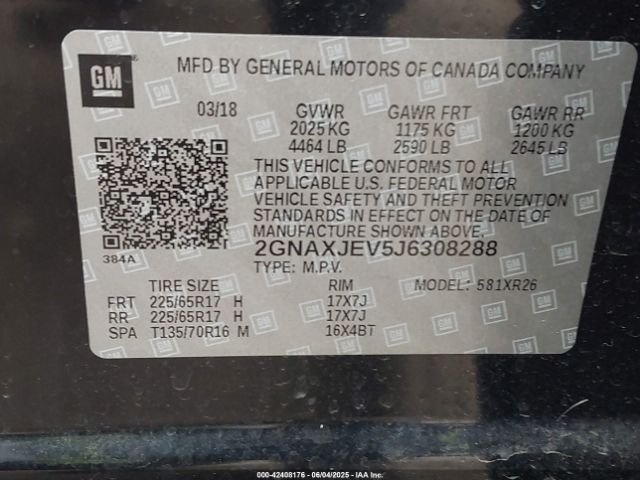 GM
MFD BY GENERAL MOTORS OF CANADA COMPANY
03/18 GVWR GAWR FRT GAWR RR
2025 KG 1175 KG 1200 KG
4464 LB 2590 LB 2645 LB
THIS VEHICLE CONFORMS TO ALL
APPLICABLE U.S. FEDERAL MOTOR
VEHICLE SAFETY AND THEFT PREVENTION
STANDARDS IN EFFECT ON THE DATE OF
MANUFACTURE SHOWN ABOVE.
2GNAXJEV5J6308288
384A
TYPE: M.P.V.
TIRE SIZE RIM MODEL: 581XR26
FRT 225/65R17 H 17X7J
RR 225/65R17 H 17X7J
SPA T135/70R16 M 16X4BT
000-42408176 - 06/04/2025 - IAAI.com